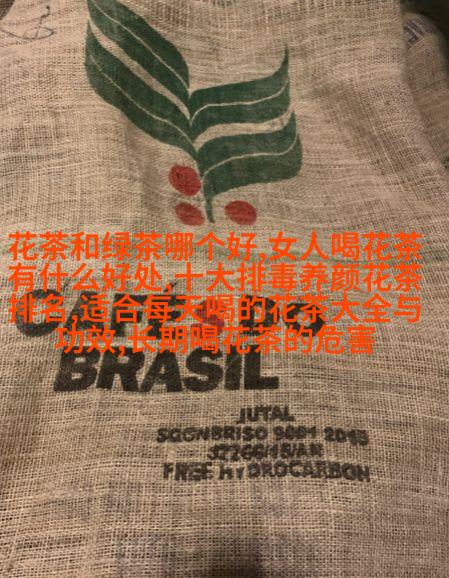 花茶和绿茶哪个好,女人喝花茶
有什么好处,十大排毒养颜花茶
排名,适合每天喝的花茶大全与
功效,长期喝花茶的危害
BRASIL
JUTAL
FREE HYDROCARBON